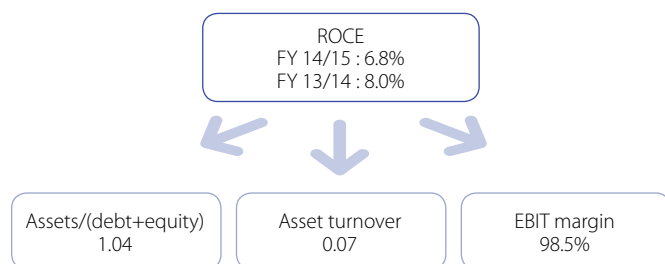 ROCE
FY 14/15 : 6.8%
FY 13/14 : 8.0%
Assets/(debt+equity)
1.04
Asset turnover
0.07
EBIT margin
98.5%